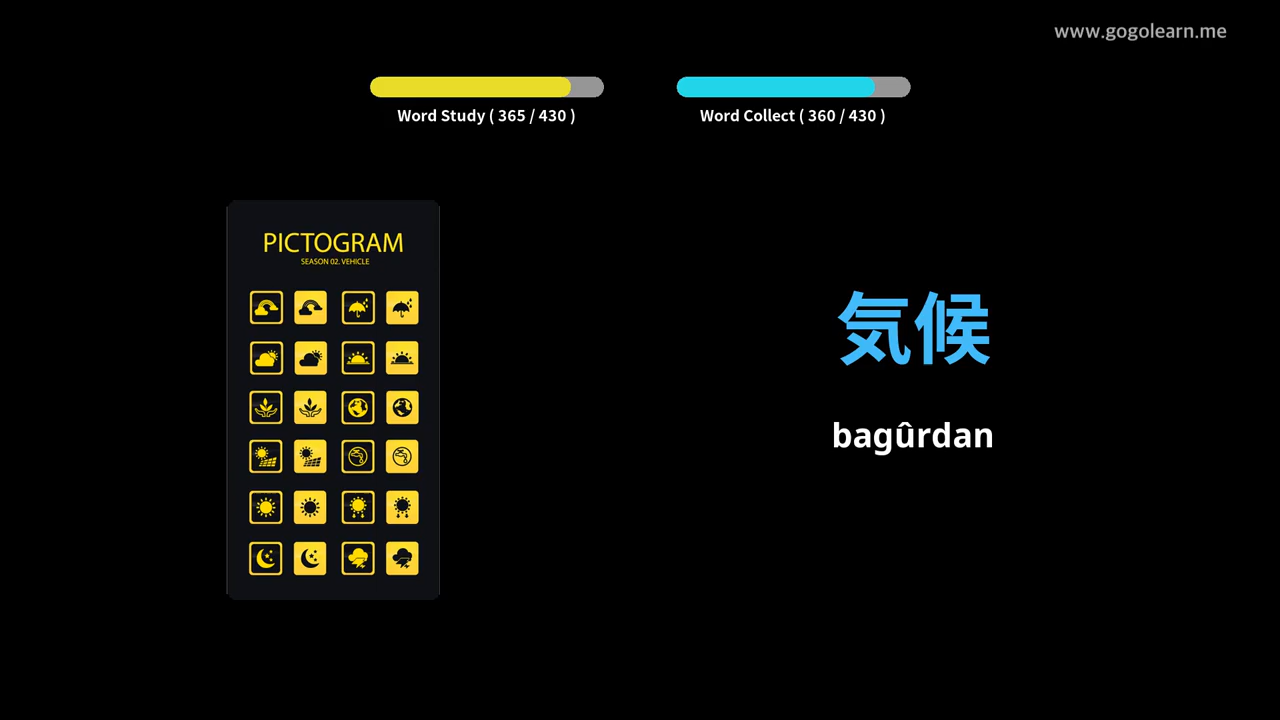 www.gogolearn.me
Word Study ( 365 / 430 )
Word Collect ( 360 / 430 )
PICTOGRAM
SEASON 02. VEHICLE
気候
bagûrdan